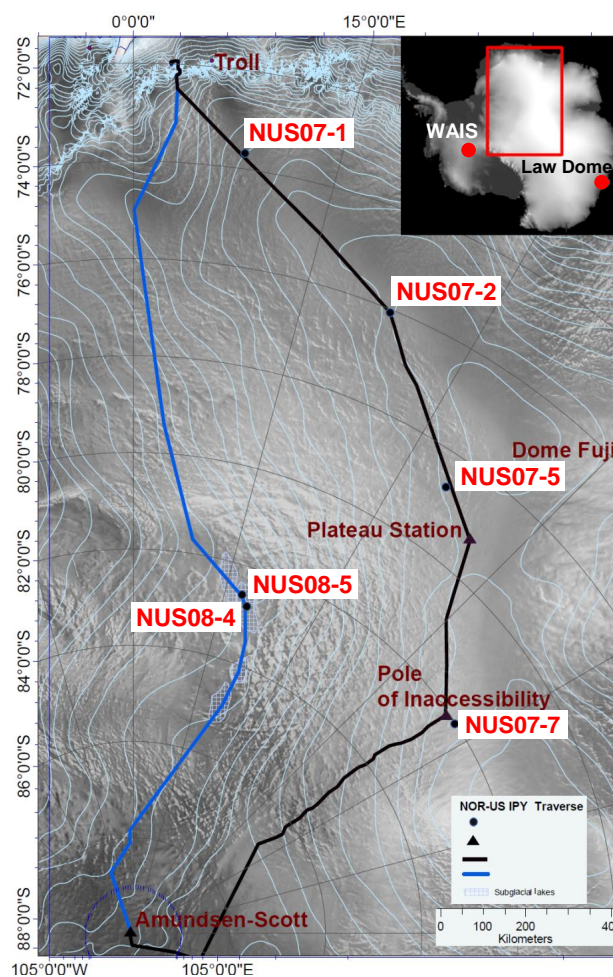 0°0'0"
15°0'0"E
72°0'0"S
74°0'0"S
76°0'0"S
78°0'0"S
80°0'0"S
82°0'0"S
84°0'0"S
86°0'0"S
88°0'0"S
Troll
NUS07-1
WAIS
Law Dome
NUS07-2
Dome Fuji
NUS07-5
Plateau Station
NUS08-5
NUS08-4
Pole
of Inaccessibility
NUS07-7
NOR-US IPY Traverse
Subglacial lakes
Amundsen-Scott
0 50 100 200 300 40
Kilometers
105°0'0"W
105°0'0"E